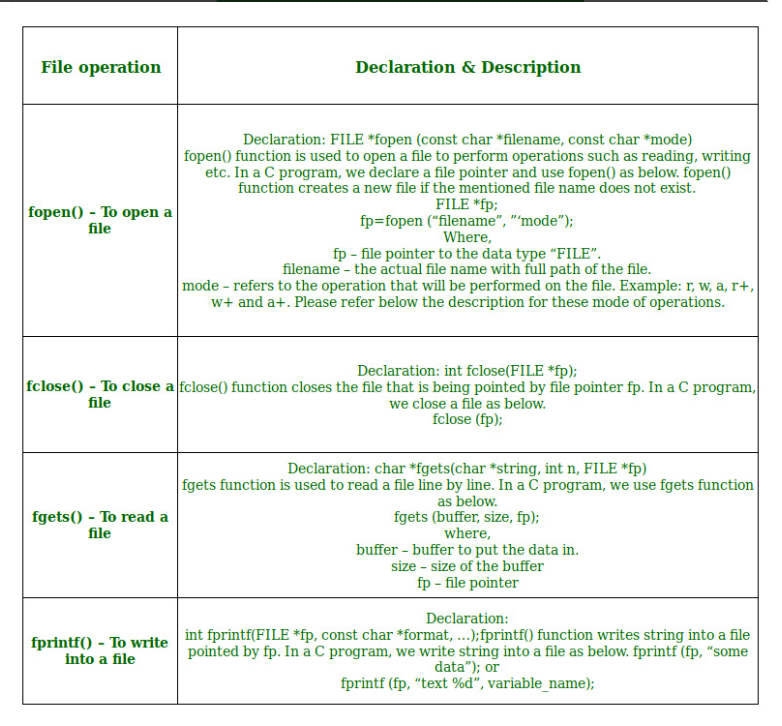 File operation
Declaration & Description
fopen() – To open a
file
Declaration: FILE *fopen (const char *filename, const char *mode)
fopen() function is used to open a file to perform operations such as reading, writing
etc. In a C program, we declare a file pointer and use fopen() as below. fopen()
function creates a new file if the mentioned file name does not exist.
FILE *fp;
fp=fopen (“filename”, ”‘mode”);
Where,
fp – file pointer to the data type “FILE”.
filename – the actual file name with full path of the file.
mode – refers to the operation that will be performed on the file. Example: r, w, a, r+,
w+ and a+. Please refer below the description for these mode of operations.
fclose() – To close a
file
Declaration: int fclose(FILE *fp);
fclose() function closes the file that is being pointed by file pointer fp. In a C program,
we close a file as below.
fclose (fp);
fgets() – To read a
file
Declaration: char *fgets(char *string, int n, FILE *fp)
fgets function is used to read a file line by line. In a C program, we use fgets function
as below.
fgets (buffer, size, fp);
where,
buffer – buffer to put the data in.
size – size of the buffer
fp – file pointer
fprintf() – To write
into a file
Declaration:
int fprintf(FILE *fp, const char *format, …);fprintf() function writes string into a file
pointed by fp. In a C program, we write string into a file as below. fprintf (fp, “some
data”); or
fprintf (fp, “text %d”, variable_name);